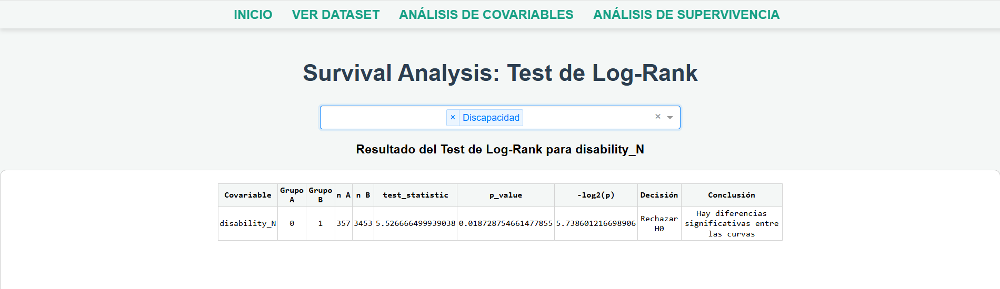 INICIO VER DATASET ANÁLISIS DE COVARIABLES ANÁLISIS DE SUPERVIVENCIA
Survival Analysis: Test de Log-Rank
× Discapacidad ×
Resultado del Test de Log-Rank para disability_N
Covariable Grupo A Grupo B n A n B test_statistic p_value -log2(p) Decisión Conclusión
disability_N 0 1 357 3453 5.526666499939038 0.018728754661477855 5.738601216698906 Rechazar H0 Hay diferencias significativas entre las curvas